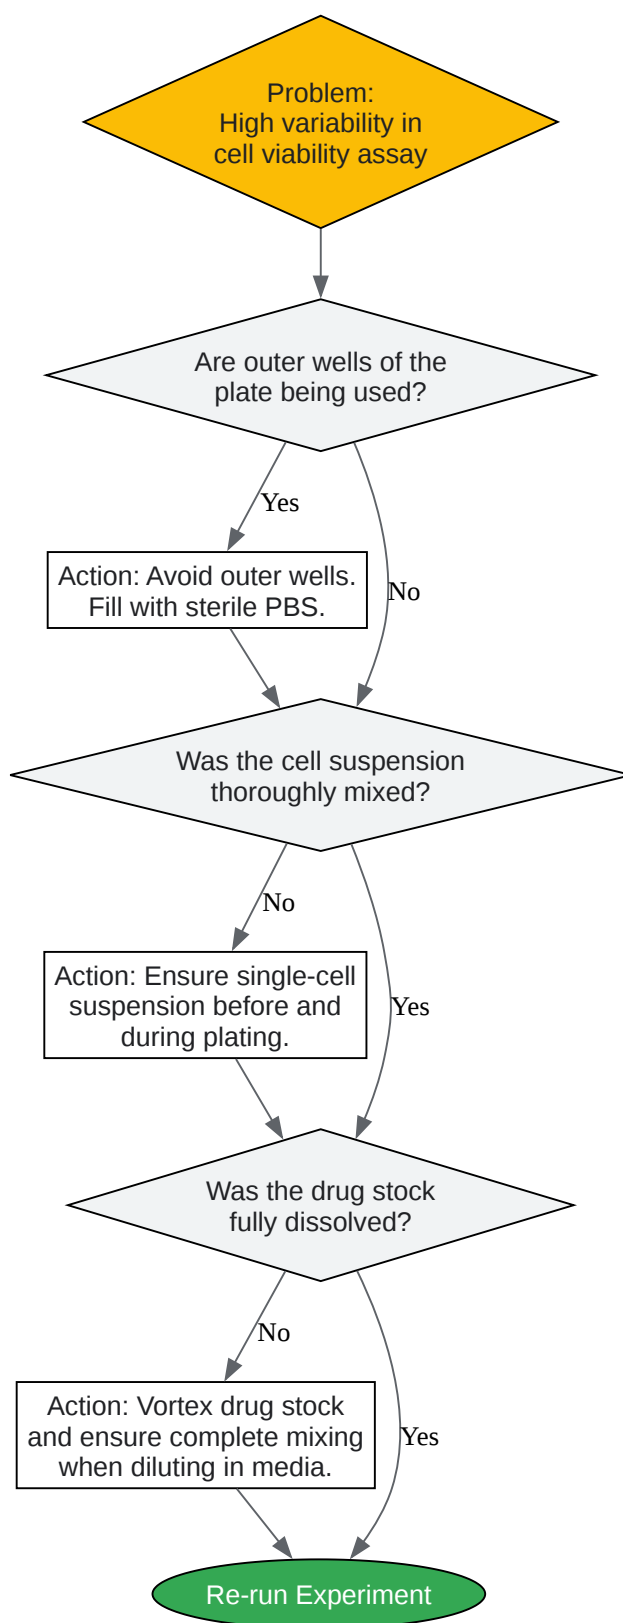 Problem:
High variability in
cell viability assay
Are outer wells of the
plate being used?
Yes
Action: Avoid outer wells.
Fill with sterile PBS.
No
Was the cell suspension
thoroughly mixed?
No
Action: Ensure single-cell
suspension before and
during plating.
Yes
Was the drug stock
fully dissolved?
No
Action: Vortex drug stock
and ensure complete mixing
when diluting in media.
Yes
Re-run Experiment